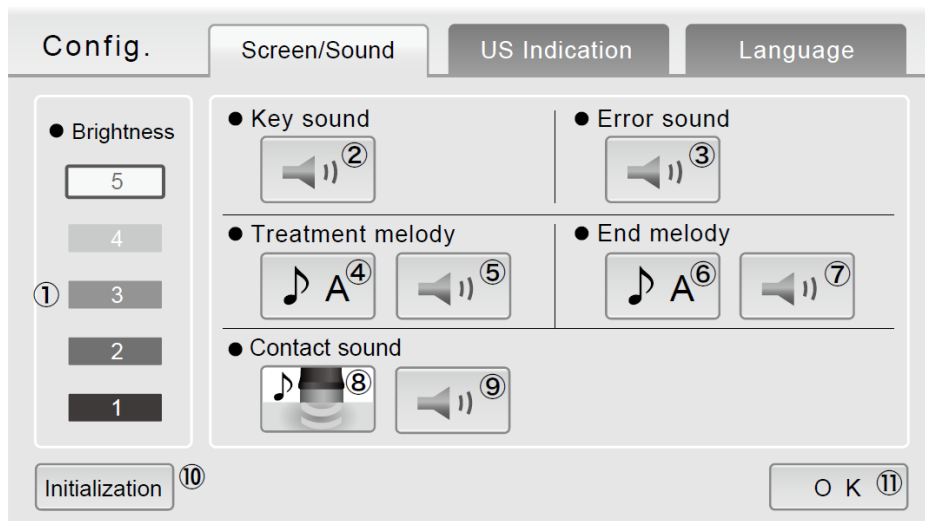 Config.
Screen/Sound
US Indication
Language
● Brightness
5
4
① 3
2
1
● Key sound
②
● Error sound
③
● Treatment melody
♪ A④
⑤
● End melody
♪ A⑥
⑦
● Contact sound
♪ ⑧
⑨
Initialization ⑩
O K ⑪